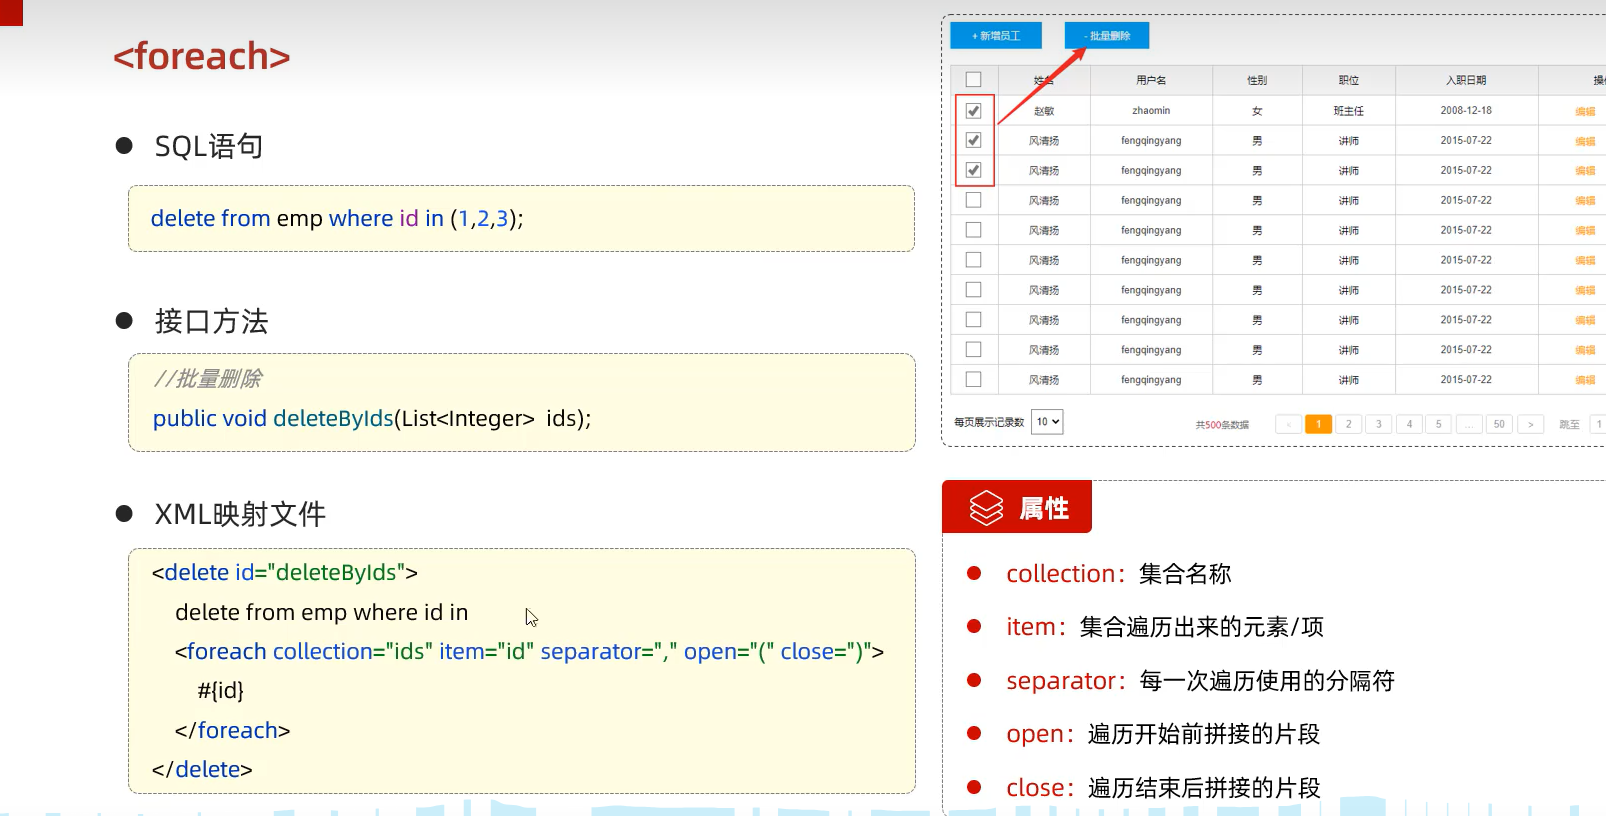 <foreach>
SQL语句
delete from emp where id in (1,2,3);
接口方法
//批量删除
public void deleteByIds(List<Integer> ids);
XML映射文件
<delete id="deleteByIds">
delete from emp where id in
<foreach collection="ids" item="id" separator="," open="(" close=")">
#{id}
</foreach>
</delete>
+ 新增员工 - 批量删除
姓名 用户名 性别 职位 入职日期
赵敏 zhaomin 女 班主任 2008-12-18 编辑
风清扬 fengqingyang 男 讲师 2015-07-22 编辑
风清扬 fengqingyang 男 讲师 2015-07-22 编辑
风清扬 fengqingyang 男 讲师 2015-07-22 编辑
风清扬 fengqingyang 男 讲师 2015-07-22 编辑
风清扬 fengqingyang 男 讲师 2015-07-22 编辑
风清扬 fengqingyang 男 讲师 2015-07-22 编辑
风清扬 fengqingyang 男 讲师 2015-07-22 编辑
风清扬 fengqingyang 男 讲师 2015-07-22 编辑
风清扬 fengqingyang 男 讲师 2015-07-22 编辑
每页展示记录数 10 共500条数据 < 1 2 3 4 5 ... 50 > 跳至 1
属性
collection：集合名称
item：集合遍历出来的元素/项
separator：每一次遍历使用的分隔符
open：遍历开始前拼接的片段
close：遍历结束后拼接的片段